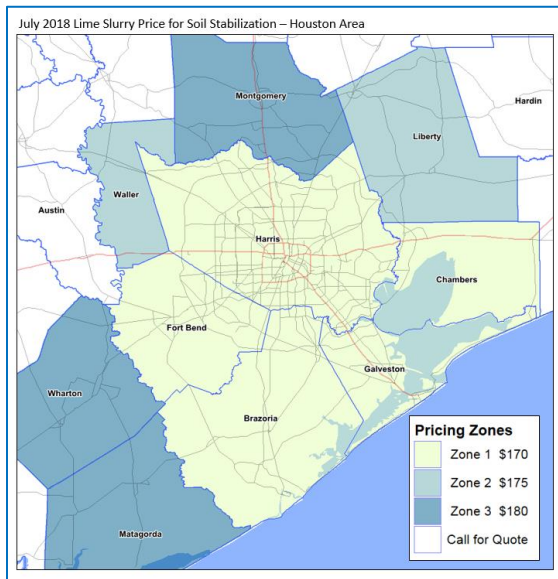 July 2018 Lime Slurry Price for Soil Stabilization – Houston Area
Montgomery
Hardin
Liberty
Waller
Austin
Harris
Chambers
Fort Bend
Galveston
Wharton
Brazoria
Matagorda
Pricing Zones
Zone 1 $170
Zone 2 $175
Zone 3 $180
Call for Quote